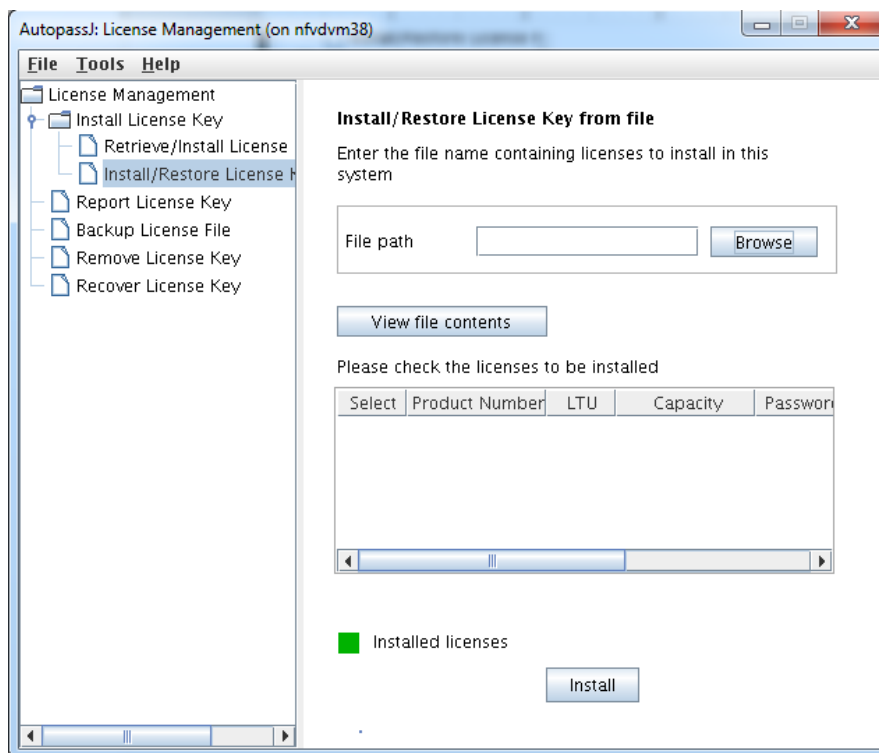 AutopassJ: License Management (on nfvdvm38)
File Tools Help
License Management
Install License Key
Retrieve/Install License
Install/Restore License K
Report License Key
Backup License File
Remove License Key
Recover License Key
Install/Restore License Key from file
Enter the file name containing licenses to install in this
system
File path Browse
View file contents
Please check the licenses to be installed
Select Product Number LTU Capacity Password
Installed licenses
Install